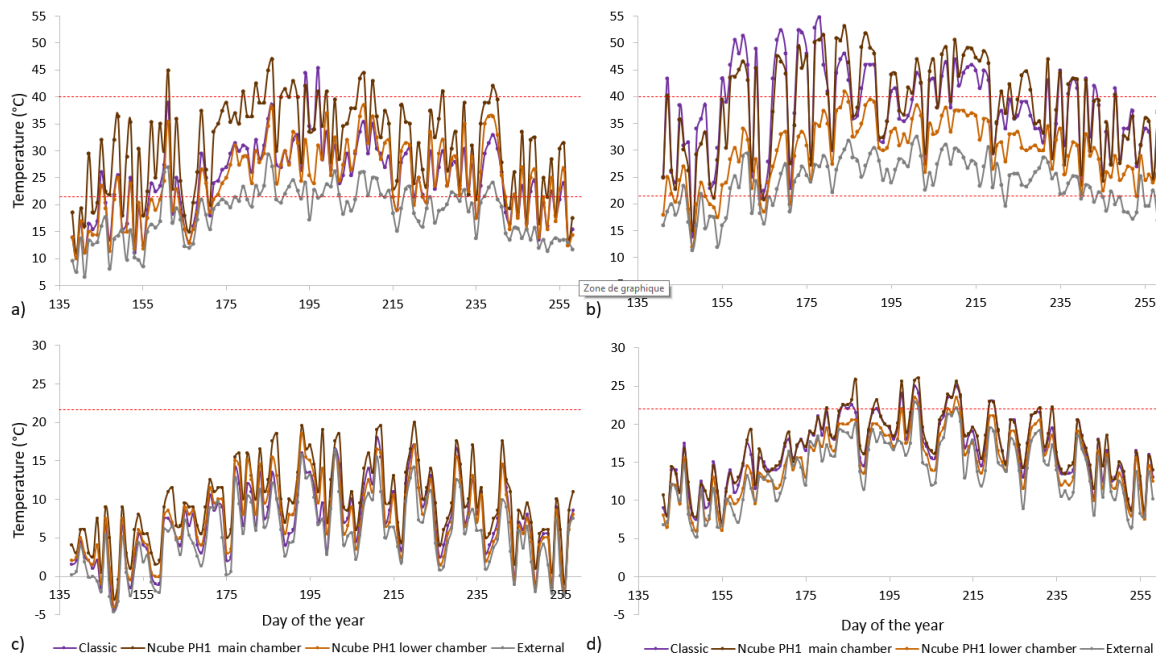 55
50
45
40
35
30
25
20
15
10
5
Temperature (°C)
135 155 175 195 215 235 255
a)
55
50
45
40
35
30
25
20
15
10
Temperature (°C)
135 155 175 195 215 235 255
b)
Zone de graphique
30
25
20
15
10
5
0
-5
Temperature (°C)
135 155 175 195 215 235 255
Day of the year
c)
Classic Ncube PH1 main chamber Ncube PH1 lower chamber External
30
25
20
15
10
5
0
-5
Temperature (°C)
135 155 175 195 215 235 255
Day of the year
d)
Classic Ncube PH1 main chamber Ncube PH1 lower chamber External